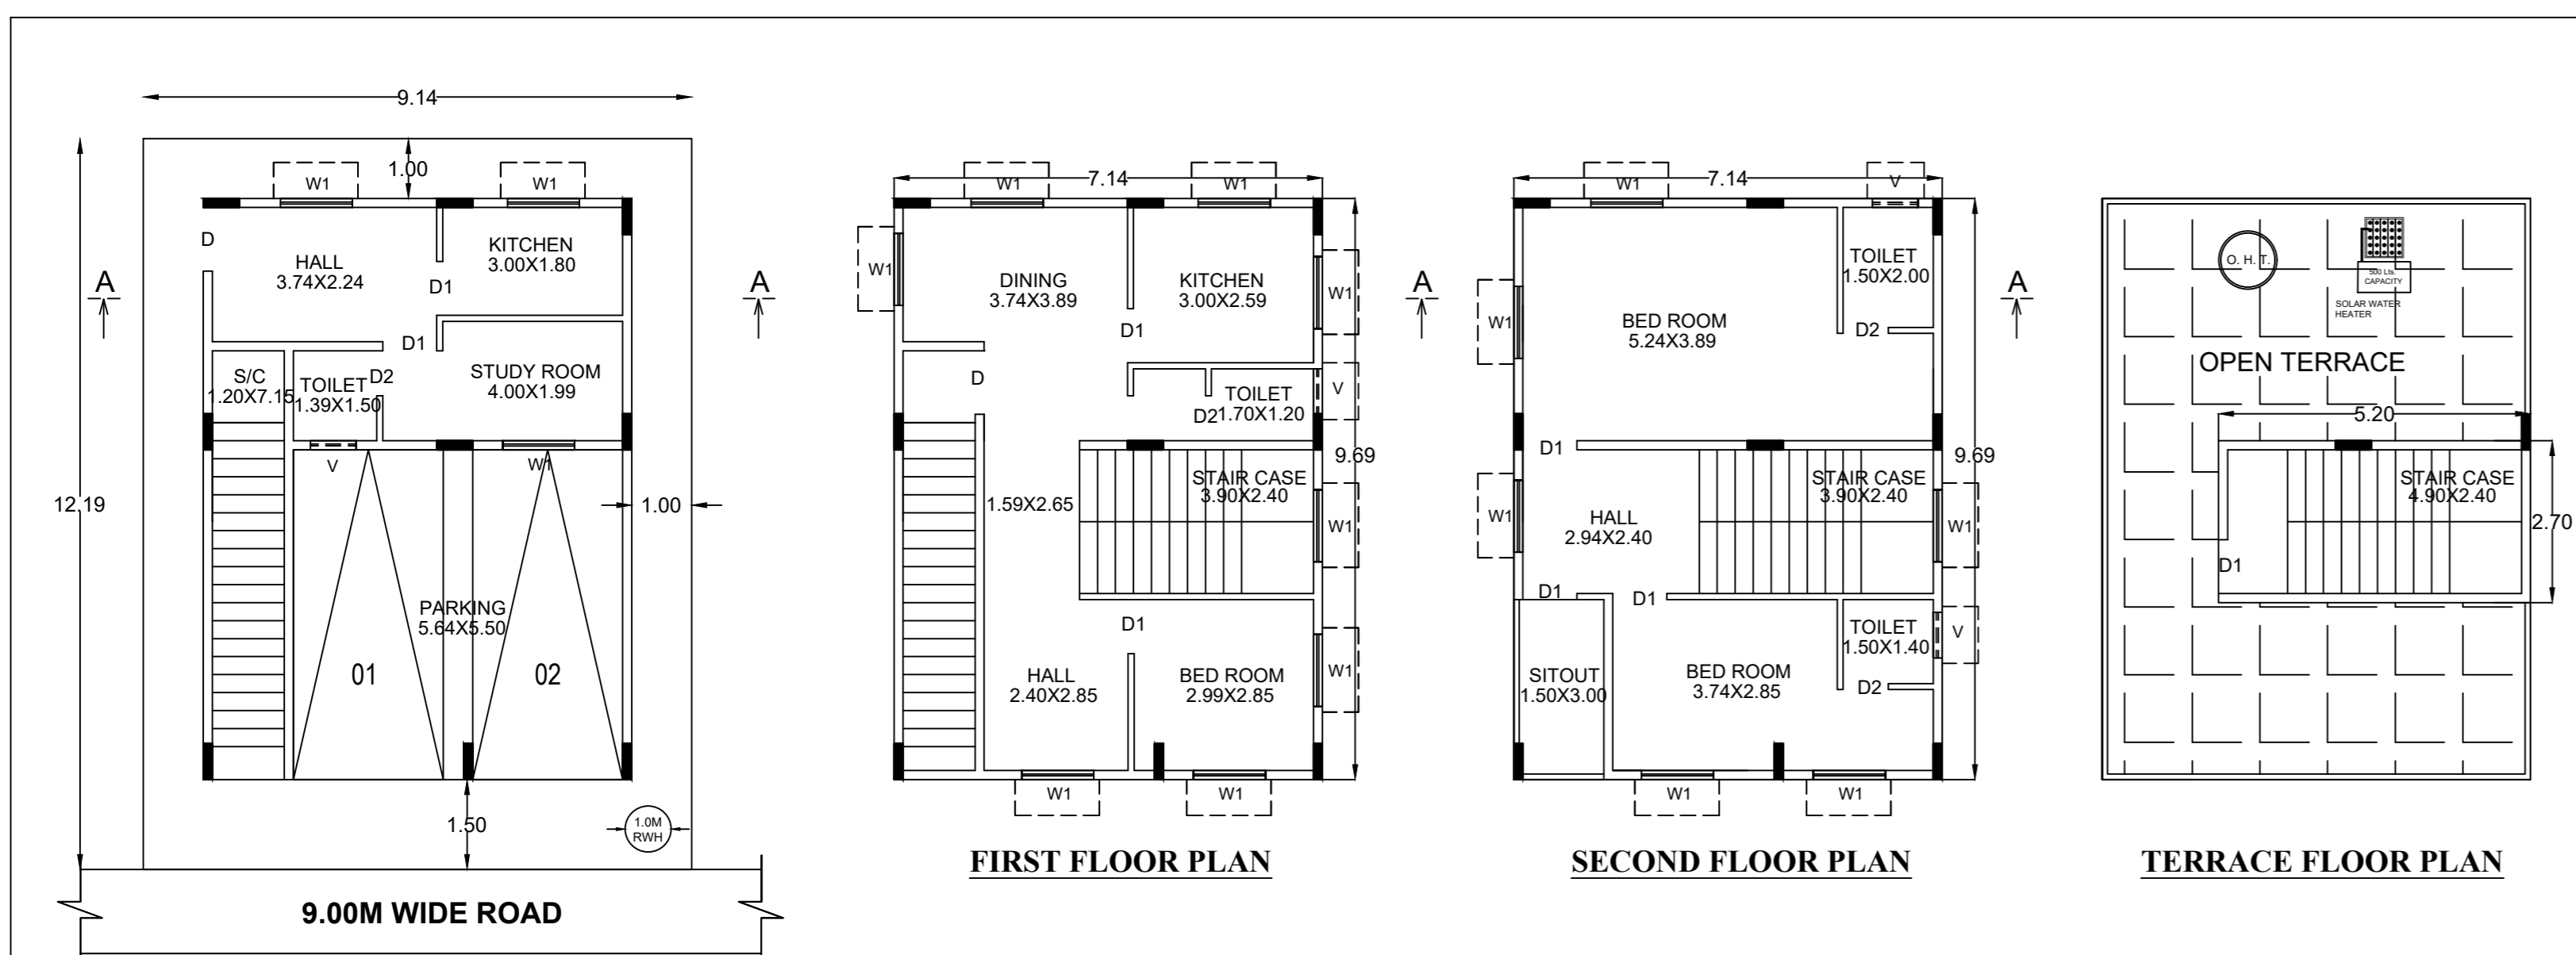 9.14
1.00
W1
W1
D
HALL
3.74X2.24
KITCHEN
3.00X1.80
D1
A
A
D1
S/C
1.20X7.15
TOILET
1.39X1.50
D2
STUDY ROOM
4.00X1.99
V
W1
12.19
1.00
PARKING
5.64X5.50
01
02
1.50
1.0M
RWH
9.00M WIDE ROAD
W1
7.14
W1
W1
DINING
3.74X3.89
KITCHEN
3.00X2.59
W1
D1
D
TOILET
1.70X1.20
D2
V
9.69
1.59X2.65
STAIR CASE
3.90X2.40
W1
D1
HALL
2.40X2.85
BED ROOM
2.99X2.85
W1
W1
W1
FIRST FLOOR PLAN
A
A
W1
7.14
V
TOILET
1.50X2.00
W1
BED ROOM
5.24X3.89
D2
D1
9.69
STAIR CASE
3.90X2.40
W1
HALL
2.94X2.40
W1
D1
D1
TOILET
1.50X1.40
V
SITOUT
1.50X3.00
BED ROOM
3.74X2.85
D2
W1
W1
SECOND FLOOR PLAN
O. H. T.
500 Lts.
CAPACITY
SOLAR WATER
HEATER
OPEN TERRACE
5.20
STAIR CASE
4.90X2.40
2.70
D1
TERRACE FLOOR PLAN